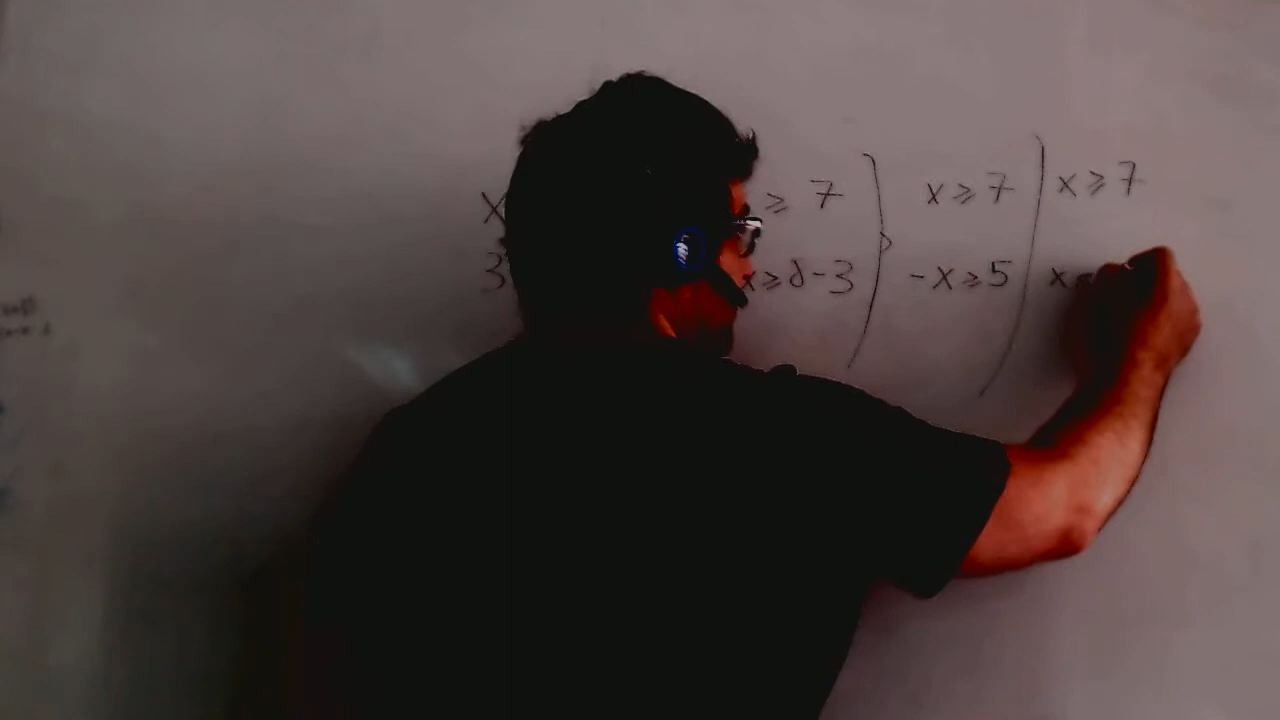 x ⩾ 7 ) x ⩾ 7 ) x ⩾ 7
3 x ⩾ 8-3 ) -x ⩾ 5 ) x